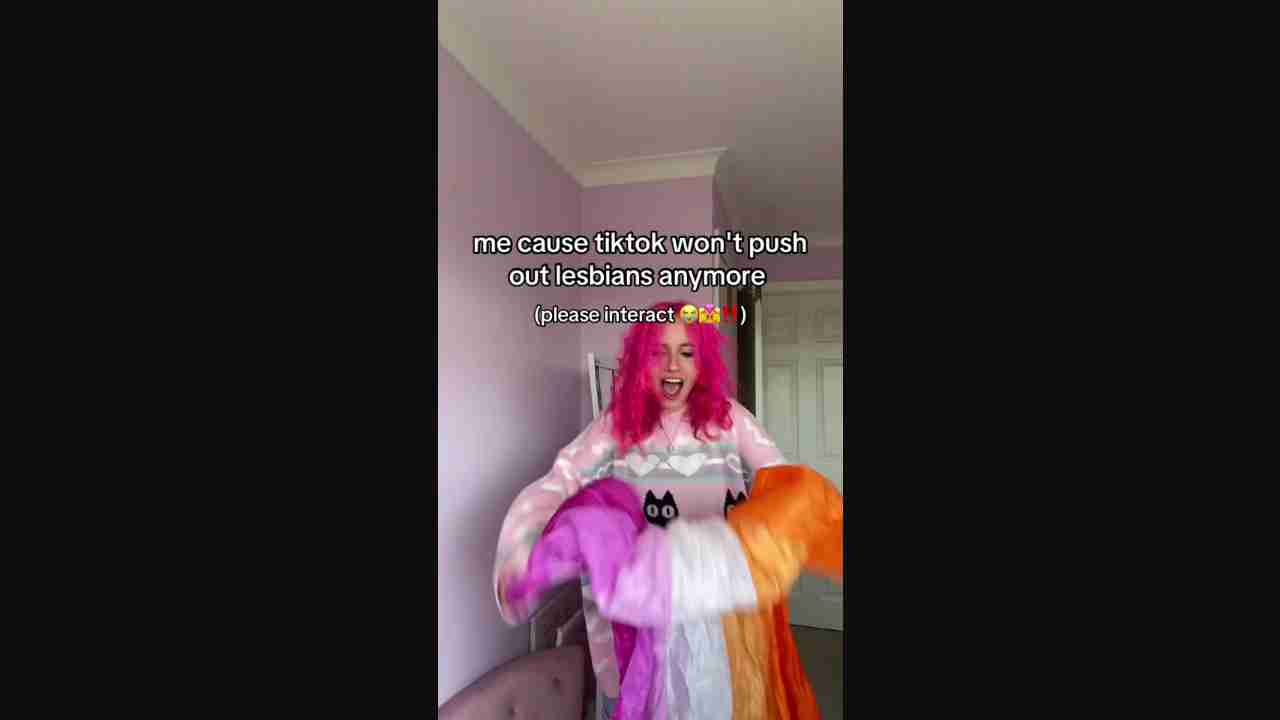 me cause tiktok won't push
out lesbians anymore
(please interact 😭👩‍❤️‍💋‍👩‼️)